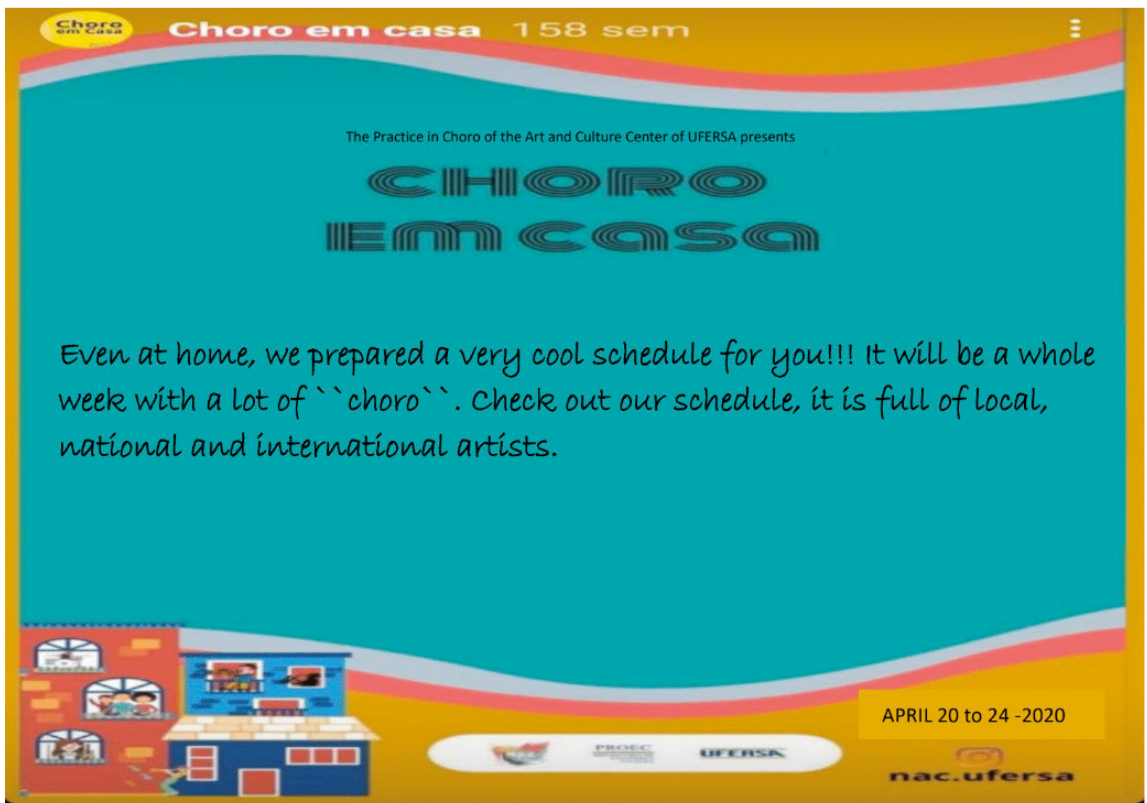 Choro
em Casa
Choro em casa 158 sem
The Practice in Choro of the Art and Culture Center of UFERSA presents
CHORO
EM CASA
Even at home, we prepared a very cool schedule for you!!! It will be a whole
week with a lot of ``choro``. Check out our schedule, it is full of local,
national and international artists.
APRIL 20 to 24 -2020
PROEC
UFERSA
nac.ufersa